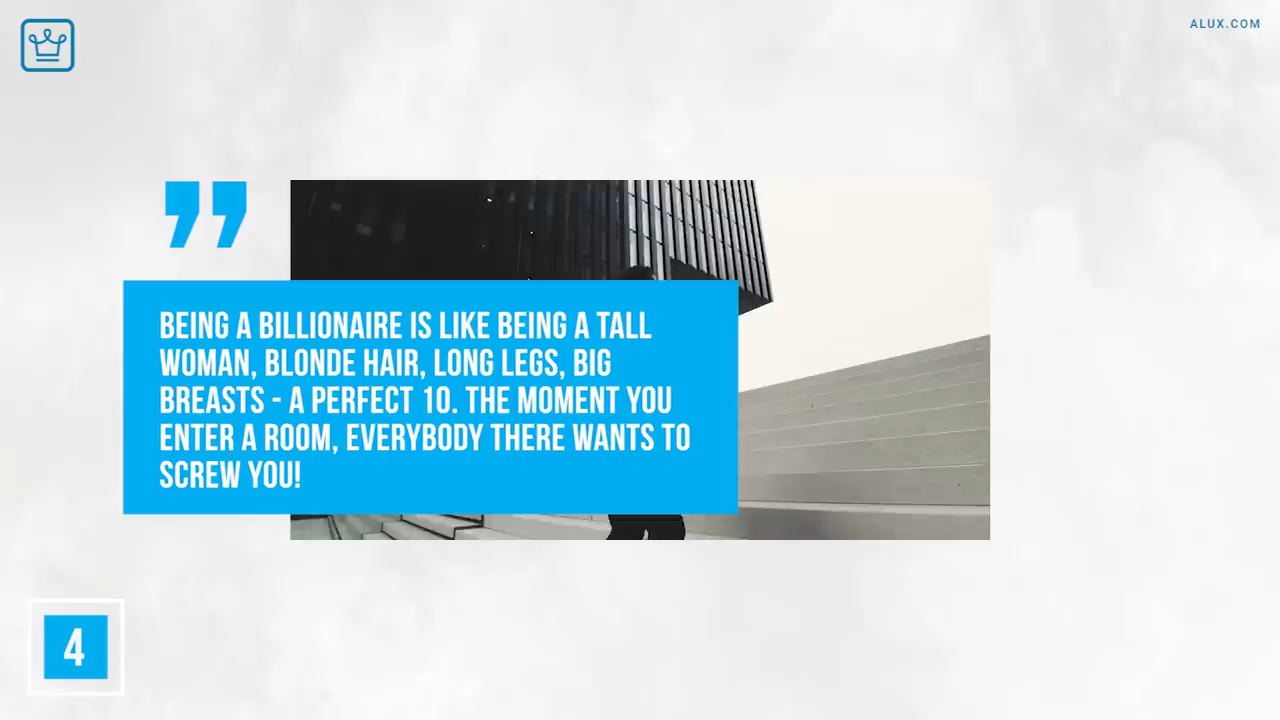 ALUX.COM
”
BEING A BILLIONAIRE IS LIKE BEING A TALL
WOMAN, BLONDE HAIR, LONG LEGS, BIG
BREASTS - A PERFECT 10. THE MOMENT YOU
ENTER A ROOM, EVERYBODY THERE WANTS TO
SCREW YOU!
4